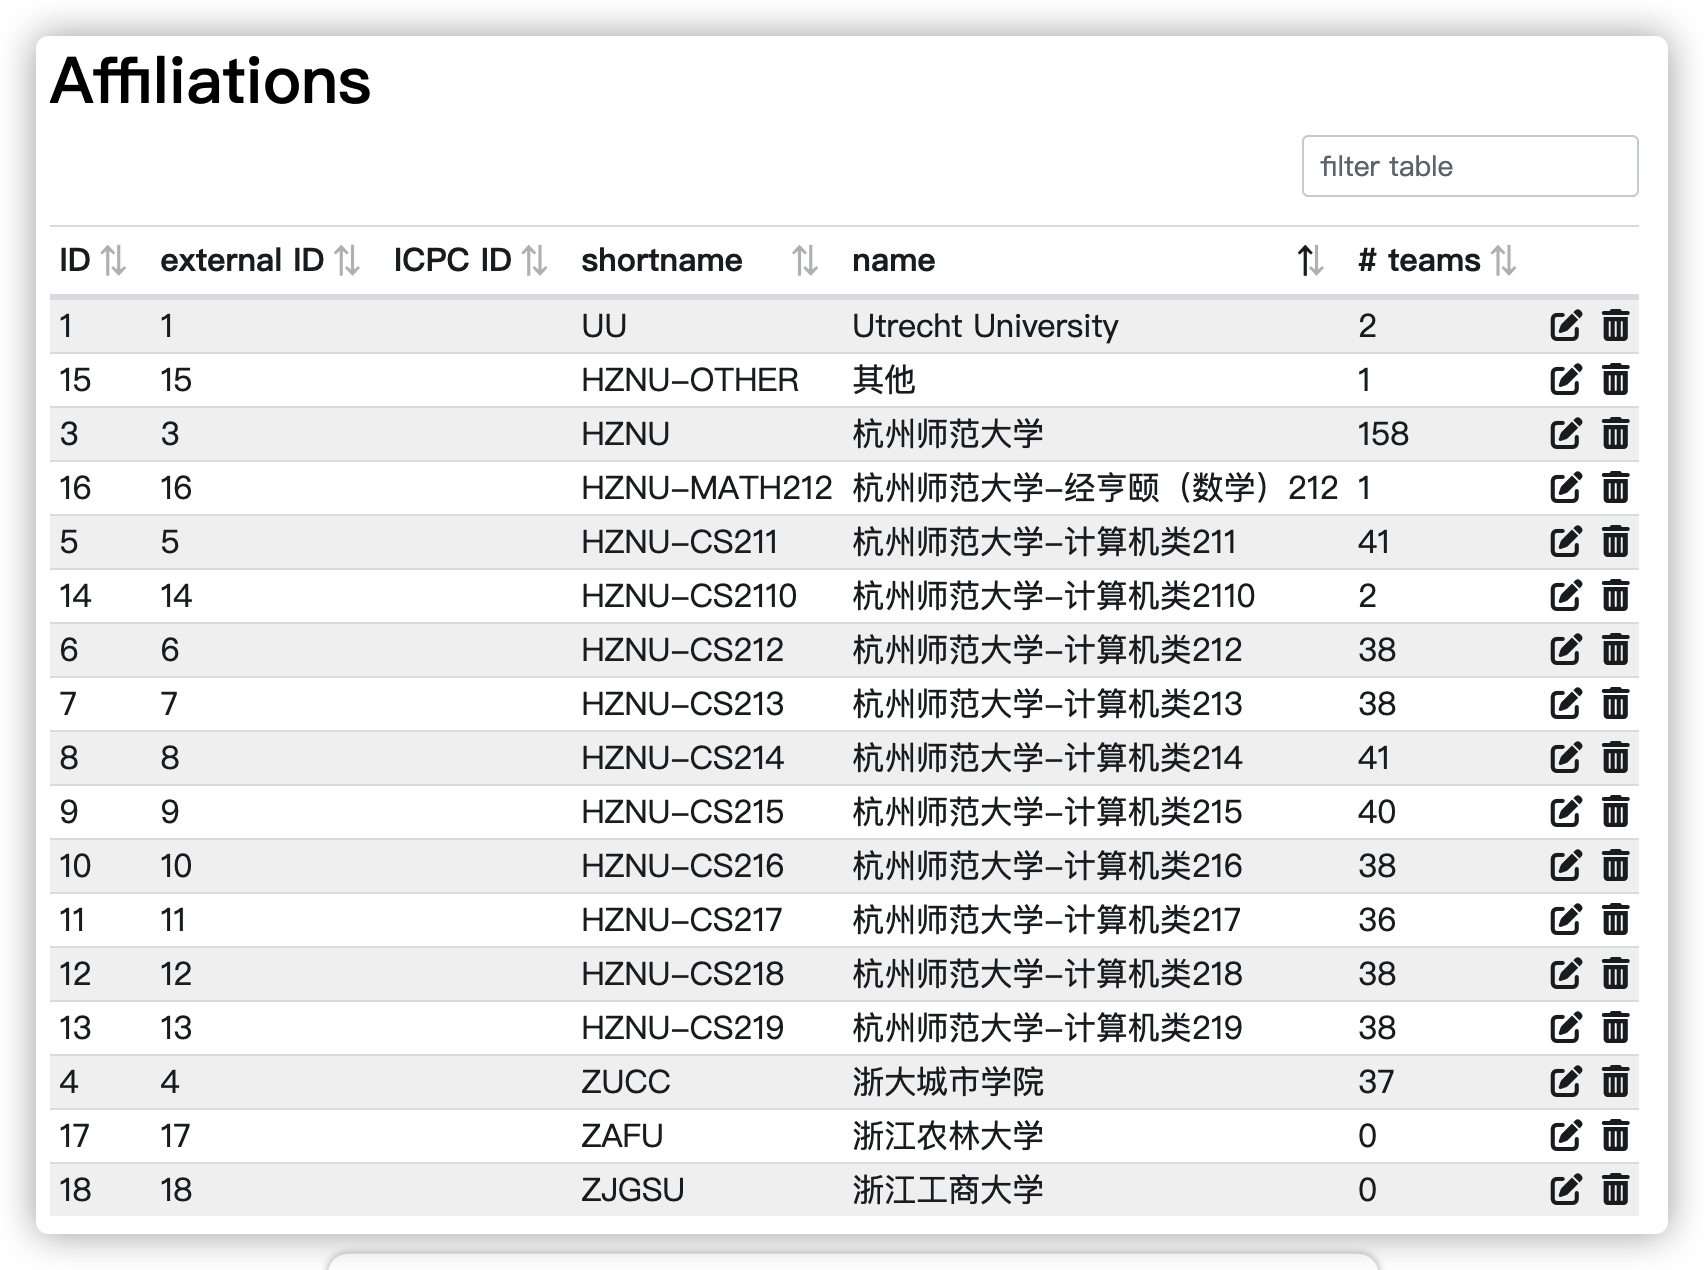 Affiliations
filter table
ID external ID ICPC ID shortname name # teams
1 1 UU Utrecht University 2
15 15 HZNU-OTHER 其他 1
3 3 HZNU 杭州师范大学 158
16 16 HZNU-MATH212 杭州师范大学-经亨颐（数学）212 1
5 5 HZNU-CS211 杭州师范大学-计算机类211 41
14 14 HZNU-CS2110 杭州师范大学-计算机类2110 2
6 6 HZNU-CS212 杭州师范大学-计算机类212 38
7 7 HZNU-CS213 杭州师范大学-计算机类213 38
8 8 HZNU-CS214 杭州师范大学-计算机类214 41
9 9 HZNU-CS215 杭州师范大学-计算机类215 40
10 10 HZNU-CS216 杭州师范大学-计算机类216 38
11 11 HZNU-CS217 杭州师范大学-计算机类217 36
12 12 HZNU-CS218 杭州师范大学-计算机类218 38
13 13 HZNU-CS219 杭州师范大学-计算机类219 38
4 4 ZUCC 浙大城市学院 37
17 17 ZAFU 浙江农林大学 0
18 18 ZJGSU 浙江工商大学 0